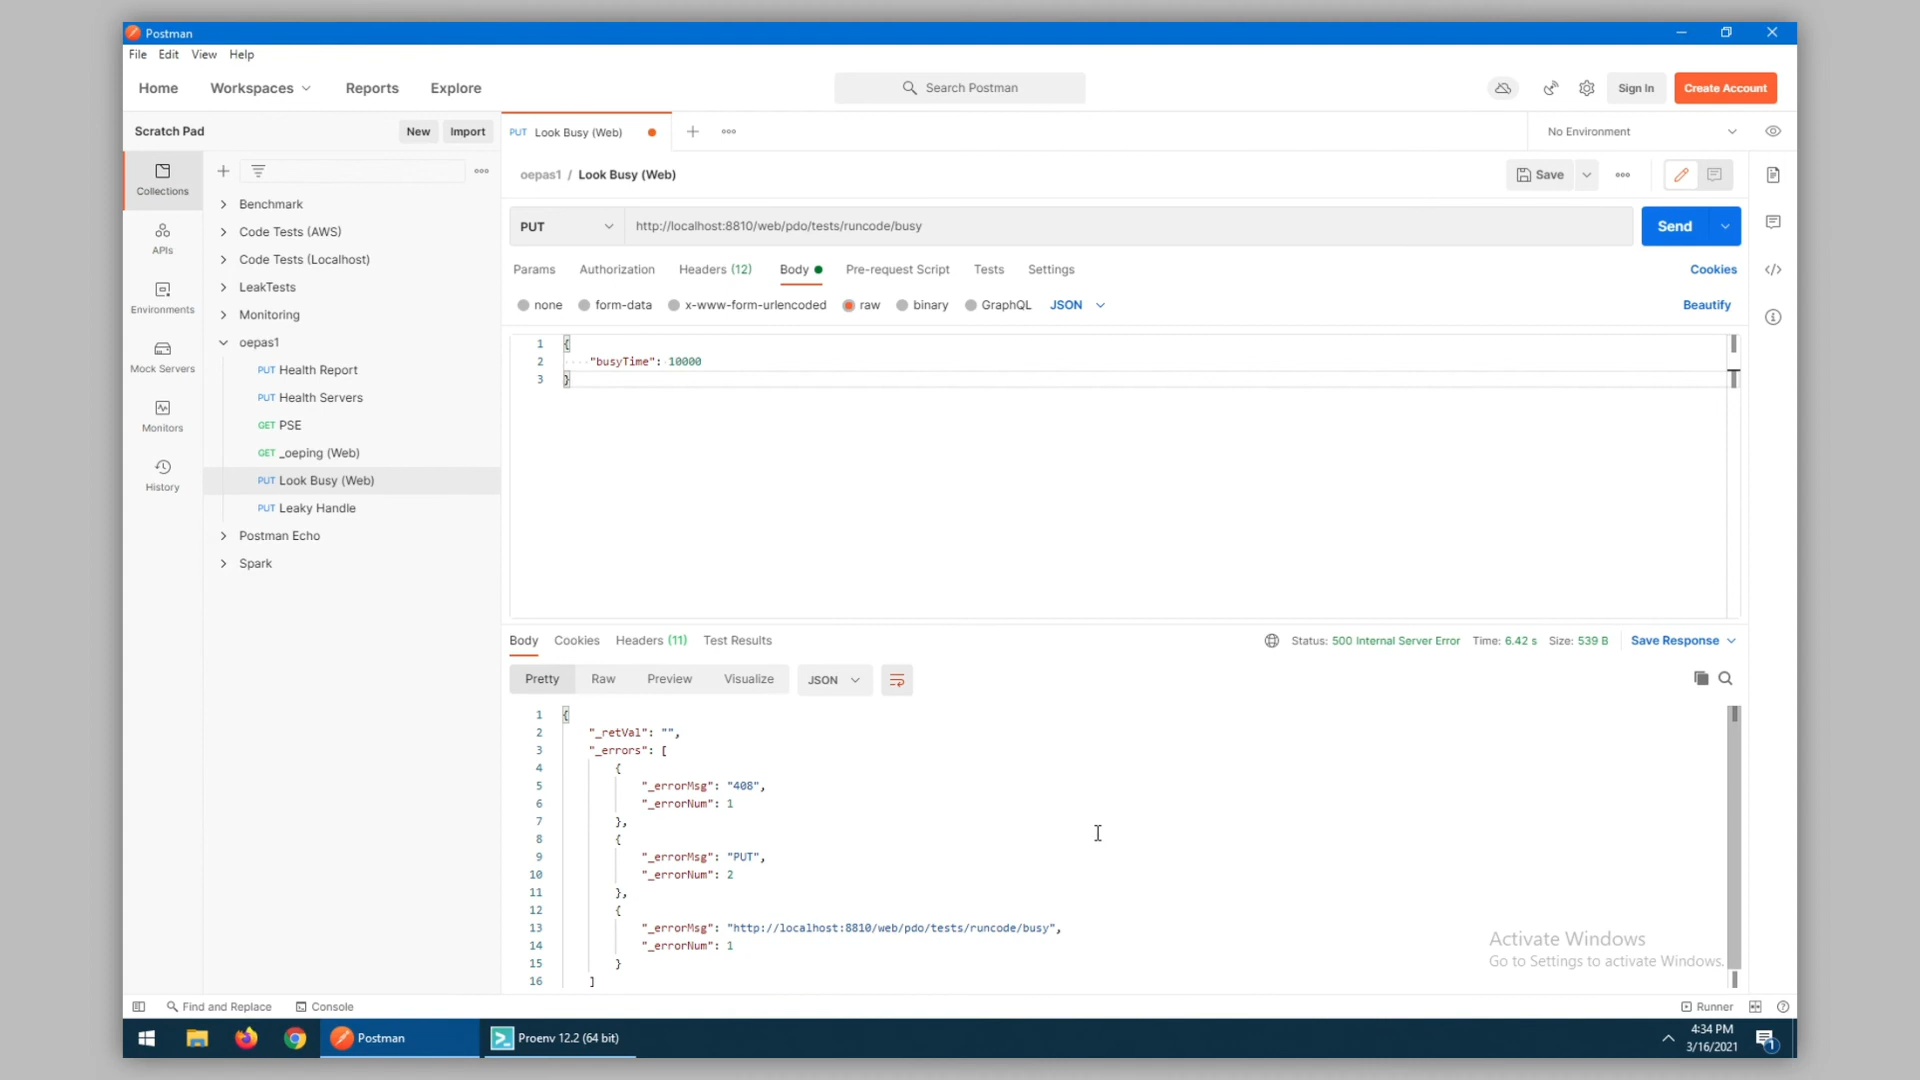 Postman
File Edit View Help
Home Workspaces Reports Explore Search Postman Sign In Create Account
Scratch Pad New Import PUT Look Busy (Web) No Environment
Collections
APIs
Environments
Mock Servers
Monitors
History
Benchmark
Code Tests (AWS)
Code Tests (Localhost)
LeakTests
Monitoring
oepas1
PUT Health Report
PUT Health Servers
GET PSE
GET _oeping (Web)
PUT Look Busy (Web)
PUT Leaky Handle
Postman Echo
Spark
oepas1 / Look Busy (Web) Save
PUT http://localhost:8810/web/pdo/tests/runcode/busy Send
Params Authorization Headers (12) Body Pre-request Script Tests Settings Cookies
none form-data x-www-form-urlencoded raw binary GraphQL JSON Beautify
1 {
2 "busyTime": 10000
3 }
Body Cookies Headers (11) Test Results Status: 500 Internal Server Error Time: 6.42 s Size: 539 B Save Response
Pretty Raw Preview Visualize JSON
1 {
2 "_retVal": "",
3 "_errors": [
4 {
5 "_errorMsg": "408",
6 "_errorNum": 1
7 },
8 {
9 "_errorMsg": "PUT",
10 "_errorNum": 2
11 },
12 {
13 "_errorMsg": "http://localhost:8810/web/pdo/tests/runcode/busy",
14 "_errorNum": 1
15 }
16 ]
Activate Windows
Go to Settings to activate Windows.
Find and Replace Console Runner
Postman Proenv 12.2 (64 bit) 4:34 PM
3/16/2021 1